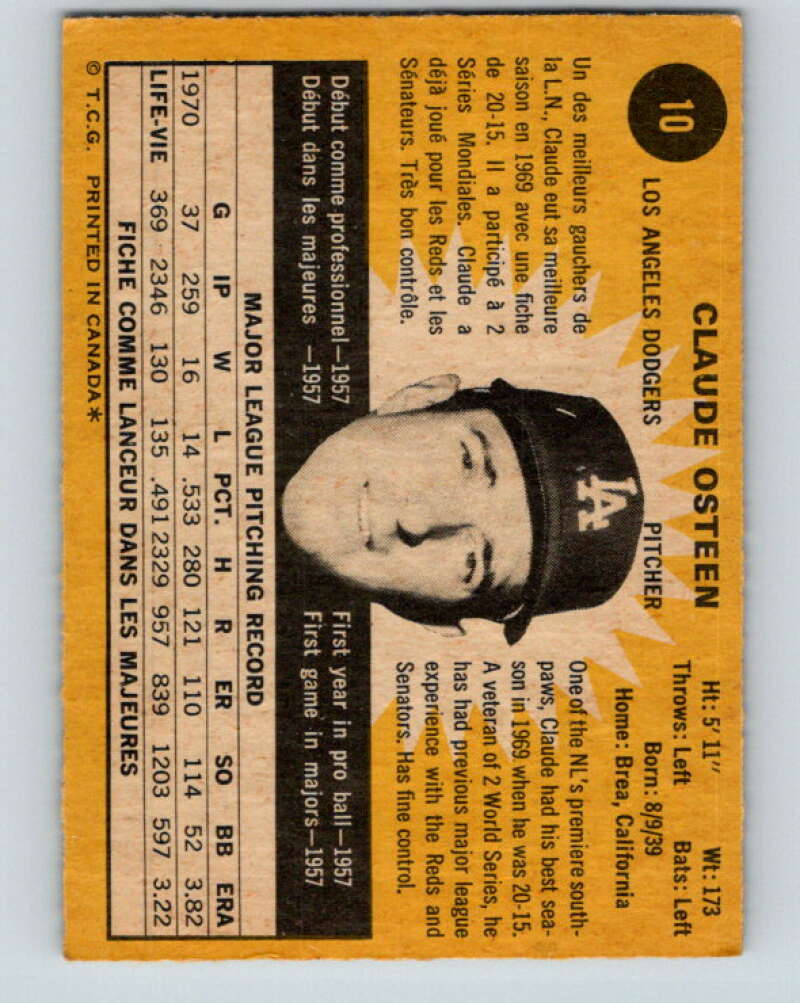 10
CLAUDE OSTEEN
LOS ANGELES DODGERS PITCHER
Ht: 5' 11" Wt: 173
Throws: Left Bats: Left
Born: 8/9/39
Home: Brea, California
Un des meilleurs gauchers de
la L.N., Claude eut sa meilleure
saison en 1969 avec une fiche
de 20-15. Il a participé à 2
Séries Mondiales. Claude a
déjà joué pour les Reds et les
Sénateurs. Très bon contrôle.
LA
One of the NL's premiere south-
paws, Claude had his best sea-
son in 1969 when he was 20-15.
A veteran of 2 World Series, he
has had previous major league
experience with the Reds and
Senators. Has fine control.
Début comme professionnel—1957
Début dans les majeures —1957
First year in pro ball—1957
First game in majors—1957
MAJOR LEAGUE PITCHING RECORD
G IP W L PCT. H R ER SO BB ERA
1970 37 259 16 14 .533 280 121 110 114 52 3.82
LIFE-VIE 369 2346 130 135 .491 2329 957 839 1203 597 3.22
FICHE COMME LANCEUR DANS LES MAJEURES
© T.C.G. PRINTED IN CANADA*